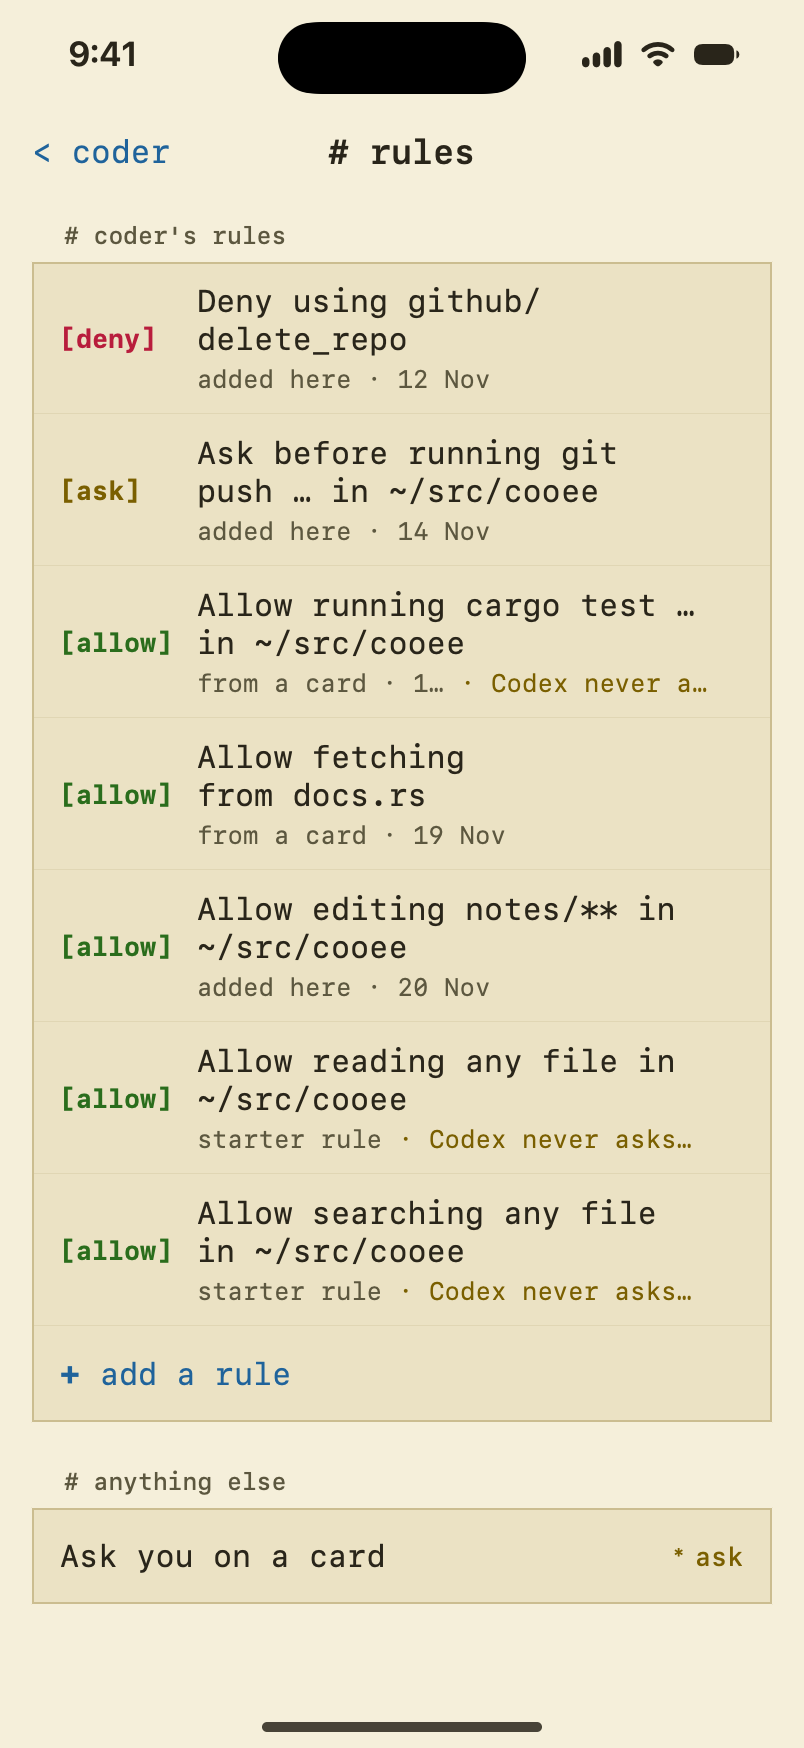 9:41
< coder
# rules
# coder's rules
[deny]
Deny using github/
delete_repo
added here · 12 Nov
[ask]
Ask before running git
push … in ~/src/cooee
added here · 14 Nov
[allow]
Allow running cargo test …
in ~/src/cooee
from a card · 1… · Codex never a…
[allow]
Allow fetching
from docs.rs
from a card · 19 Nov
[allow]
Allow editing notes/** in
~/src/cooee
added here · 20 Nov
[allow]
Allow reading any file in
~/src/cooee
starter rule · Codex never asks…
[allow]
Allow searching any file
in ~/src/cooee
starter rule · Codex never asks…
+ add a rule
# anything else
Ask you on a card
* ask